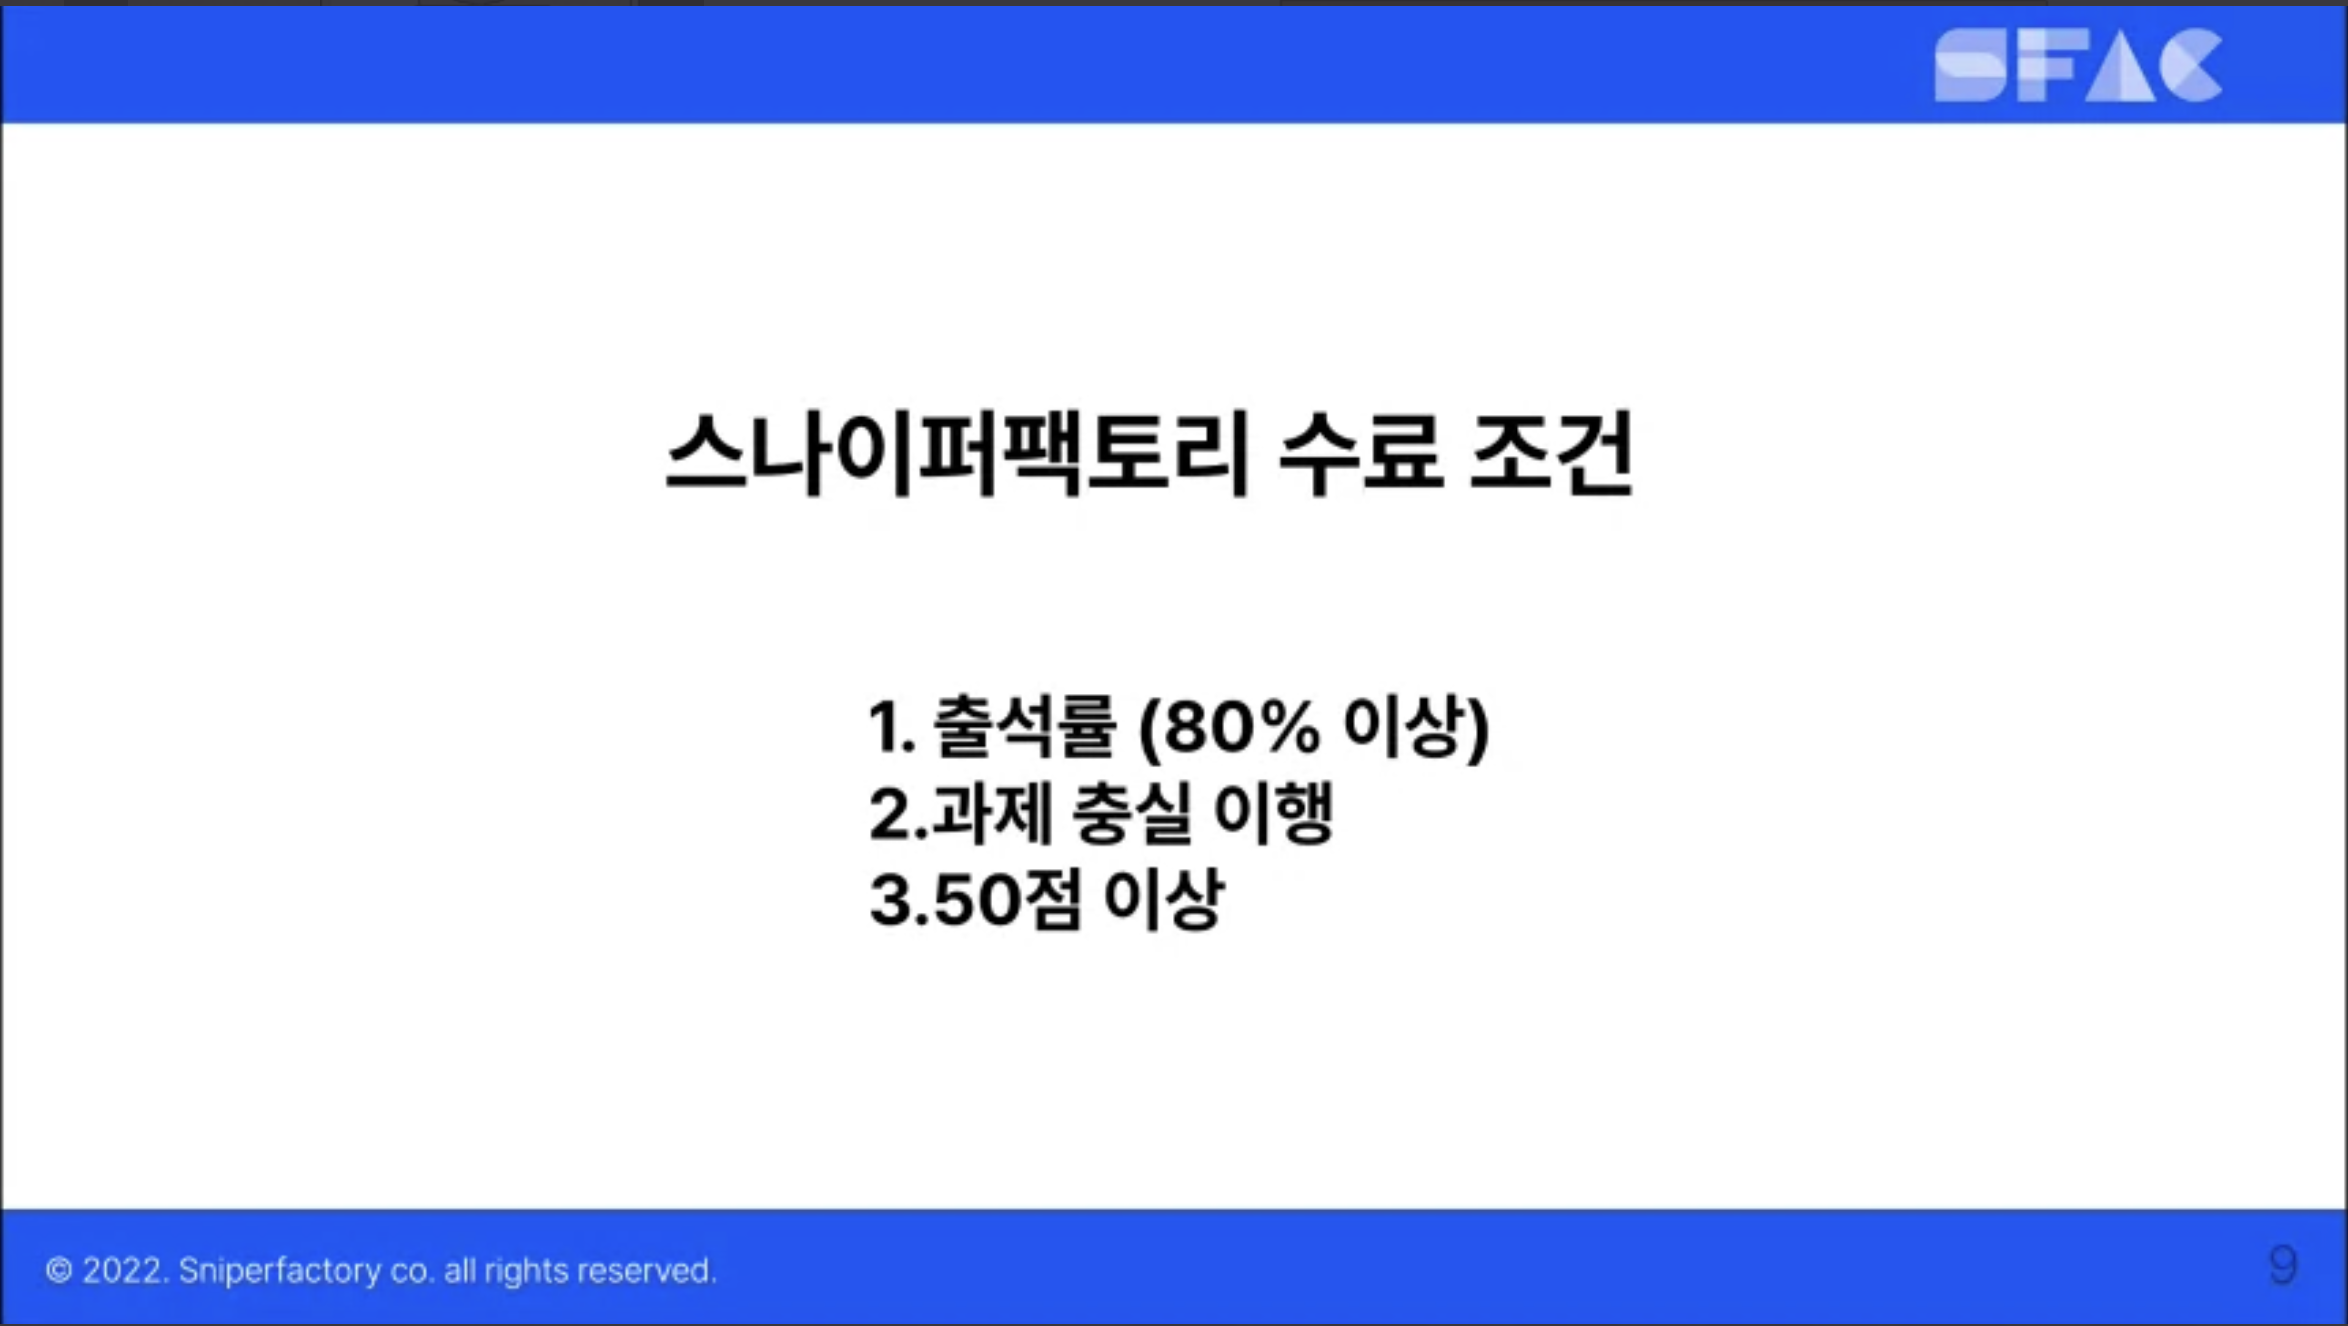 SFAC
스나이퍼팩토리 수료 조건
1. 출석률 (80% 이상)
2.과제 충실 이행
3.50점 이상
© 2022. Sniperfactory co. all rights reserved.
9